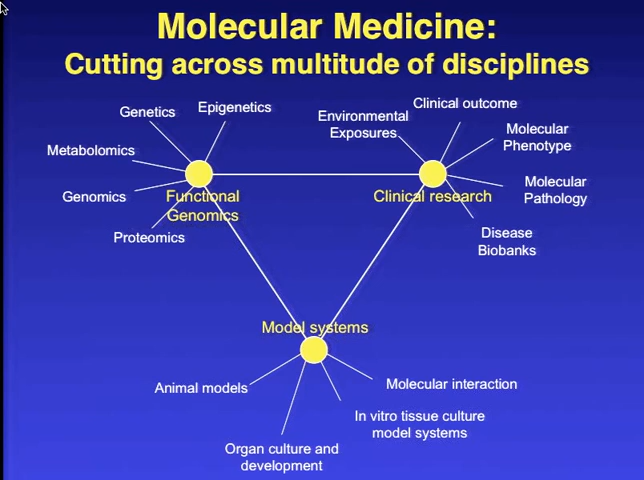 Molecular Medicine:
Cutting across multitude of disciplines
Genetics
Epigenetics
Metabolomics
Genomics
Functional
Genomics
Proteomics
Clinical outcome
Environmental
Exposures
Molecular
Phenotype
Clinical research
Molecular
Pathology
Disease
Biobanks
Model systems
Animal models
Molecular interaction
In vitro tissue culture
model systems
Organ culture and
development